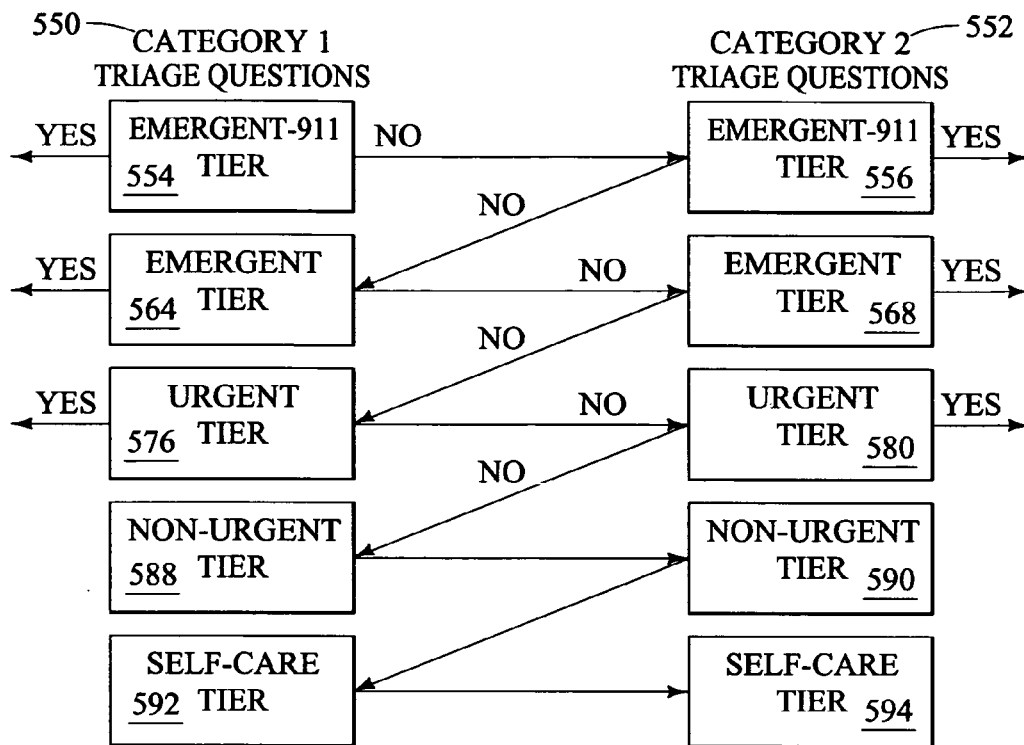 550
CATEGORY 1
TRIAGE QUESTIONS
552
CATEGORY 2
TRIAGE QUESTIONS
YES
EMERGENT-911
TIER
554
NO
EMERGENT-911
TIER
556
YES
NO
YES
EMERGENT
TIER
564
NO
EMERGENT
TIER
568
YES
NO
YES
URGENT
TIER
576
NO
URGENT
TIER
580
YES
NO
NON-URGENT
TIER
588
NON-URGENT
TIER
590
SELF-CARE
TIER
592
SELF-CARE
TIER
594